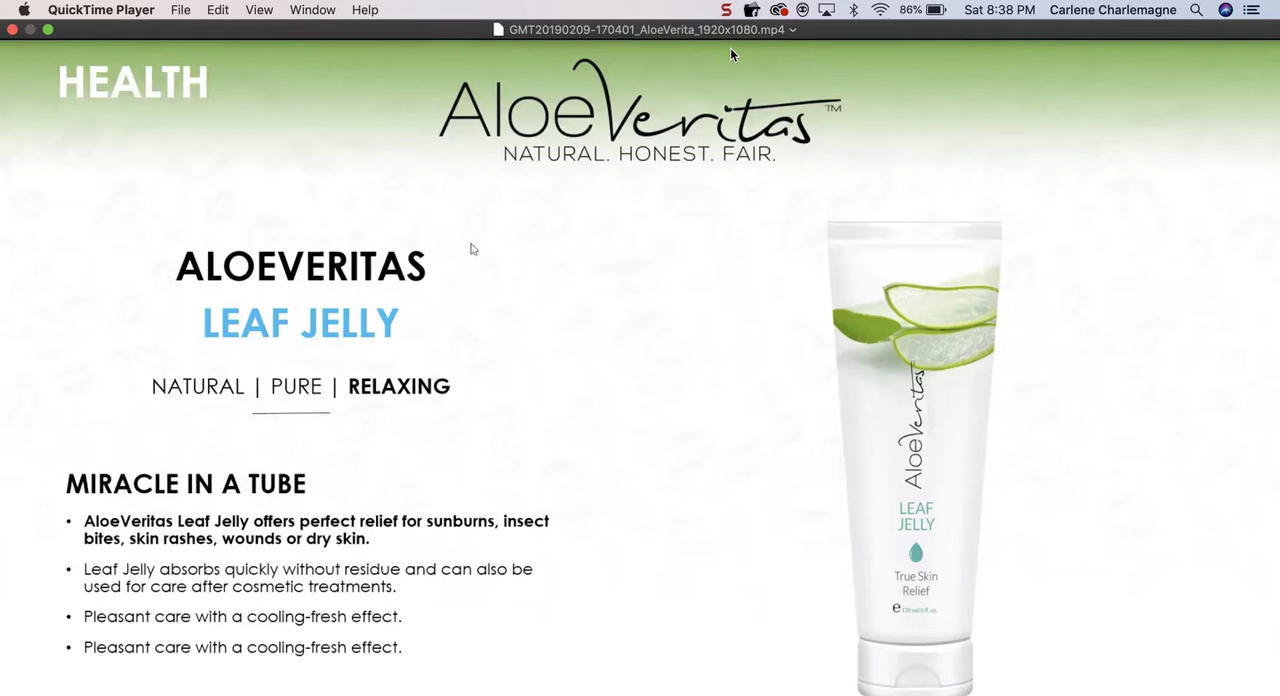 QuickTime Player File Edit View Window Help 86% Sat 8:38 PM Carlene Charlemagne
GMT20190209-170401_AloeVerita_1920x1080.mp4
HEALTH
AloeVeritas™
NATURAL. HONEST. FAIR.
ALOEVERITAS
LEAF JELLY
NATURAL | PURE | RELAXING
MIRACLE IN A TUBE
• AloeVeritas Leaf Jelly offers perfect relief for sunburns, insect
bites, skin rashes, wounds or dry skin.
• Leaf Jelly absorbs quickly without residue and can also be
used for care after cosmetic treatments.
• Pleasant care with a cooling-fresh effect.
• Pleasant care with a cooling-fresh effect.
AloeVeritas
LEAF
JELLY
True Skin
Relief